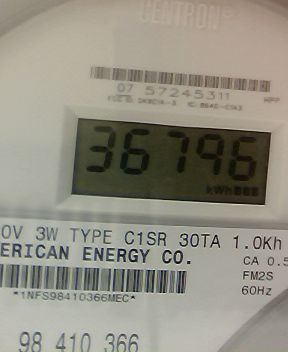 CENTRON®
07 57245311
36796
kWh
0V 3W TYPE C1SR 30TA 1.0Kh
ERICAN ENERGY CO.
CA 0.5
FM2S
*1NFS98410366MEC*
60Hz
98 410 366